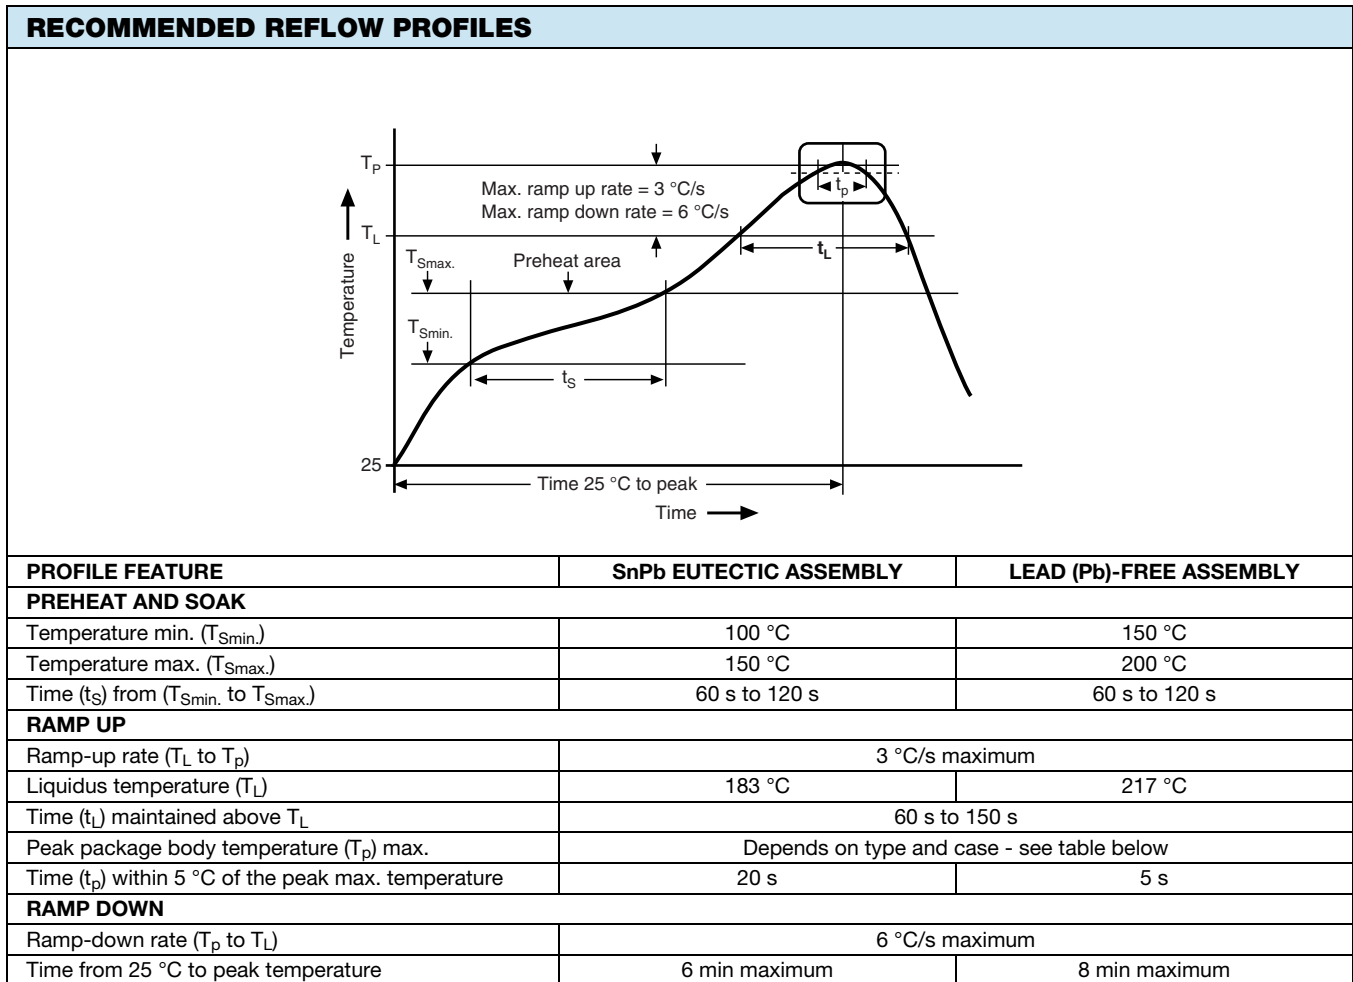 RECOMMENDED REFLOW PROFILES
TP
Max. ramp up rate = 3 °C/s
Max. ramp down rate = 6 °C/s
tp
TL
tL
TSmax.
Preheat area
Temperature
TSmin.
tS
25
Time 25 °C to peak
Time
PROFILE FEATURE SnPb EUTECTIC ASSEMBLY LEAD (Pb)-FREE ASSEMBLY
PREHEAT AND SOAK
Temperature min. (TSmin.) 100 °C 150 °C
Temperature max. (TSmax.) 150 °C 200 °C
Time (tS) from (TSmin. to TSmax.) 60 s to 120 s 60 s to 120 s
RAMP UP
Ramp-up rate (TL to Tp) 3 °C/s maximum
Liquidus temperature (TL) 183 °C 217 °C
Time (tL) maintained above TL 60 s to 150 s
Peak package body temperature (Tp) max. Depends on type and case - see table below
Time (tp) within 5 °C of the peak max. temperature 20 s 5 s
RAMP DOWN
Ramp-down rate (Tp to TL) 6 °C/s maximum
Time from 25 °C to peak temperature 6 min maximum 8 min maximum